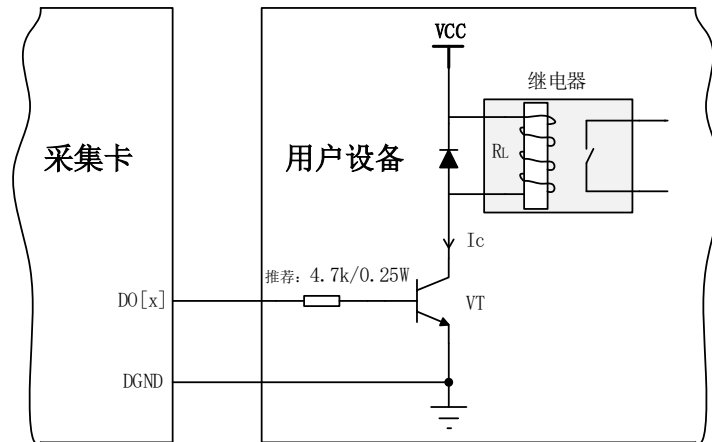 VCC
继电器
采集卡
用户设备
RL
Ic
推荐: 4.7k/0.25W
DO[x]
VT
DGND